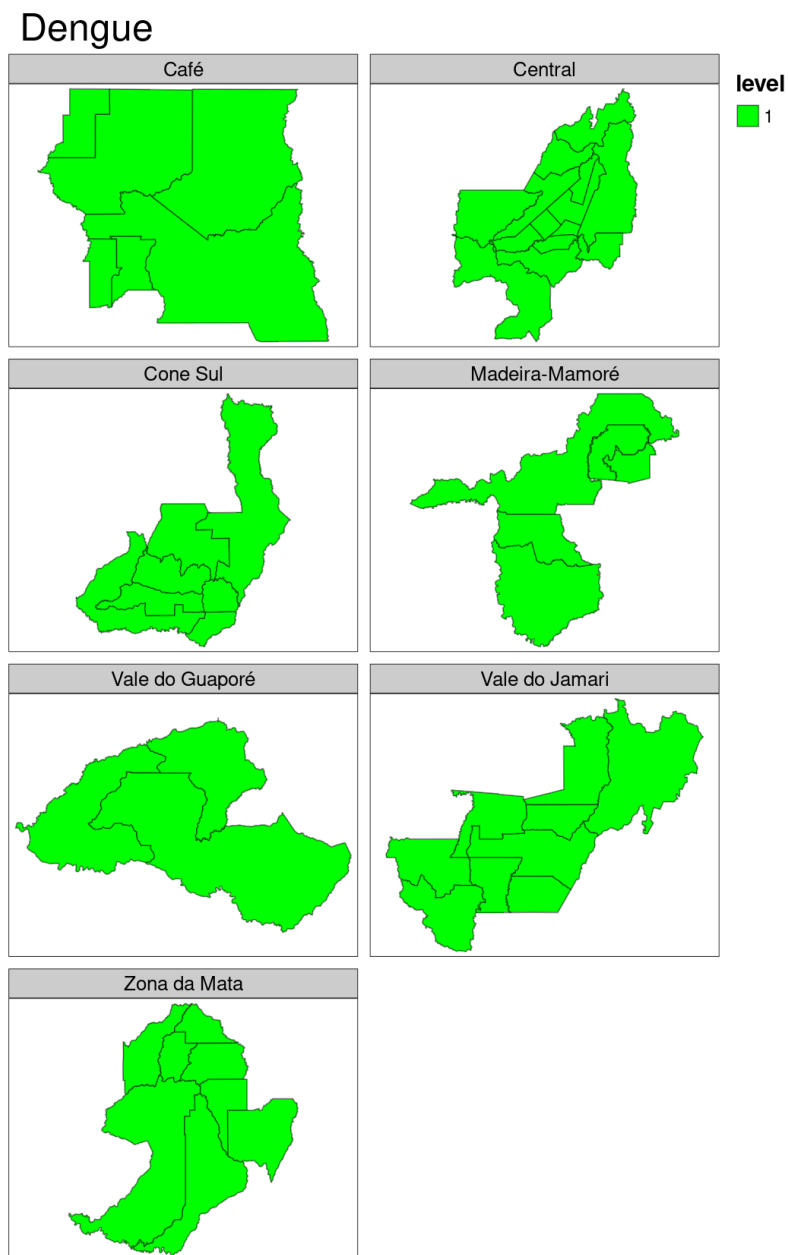 Dengue
Café
Central
level
1
Cone Sul
Madeira-Mamoré
Vale do Guaporé
Vale do Jamari
Zona da Mata